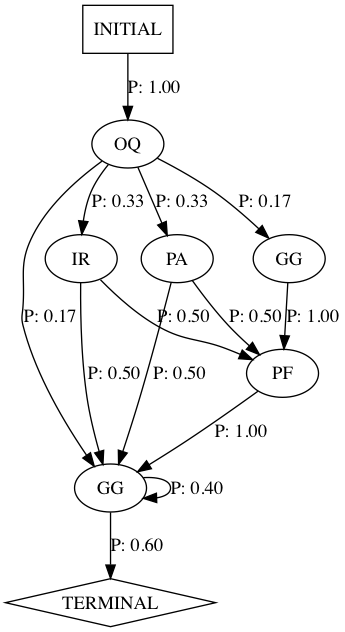 INITIAL
P: 1.00
OQ
P: 0.33
P: 0.33
P: 0.17
IR
PA
GG
P: 0.17
P: 0.50
P: 0.50
P: 1.00
P: 0.50
P: 0.50
PF
P: 1.00
GG
P: 0.40
P: 0.60
TERMINAL